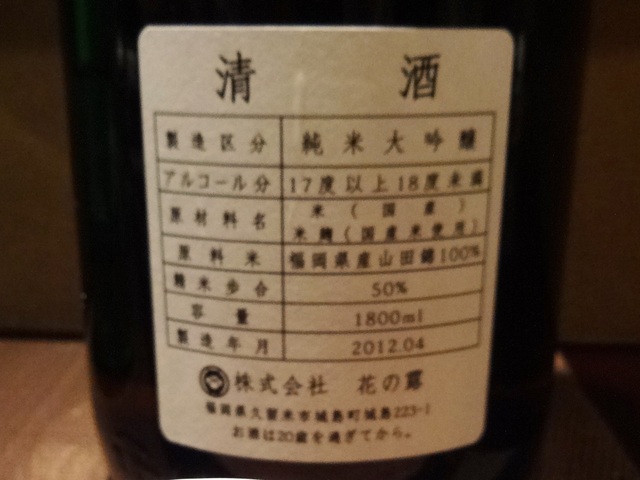 清酒
製造区分 純米大吟醸
アルコール分 17度以上18度未満
原材料名 米(国産)
米麹(国産米使用)
原料米 福岡県産山田錦100%
精米歩合 50%
容量 1800ml
製造年月 2012.04
株式会社 花の露
福岡県久留米市城島町城島223-1
お酒は20歳を過ぎてから。